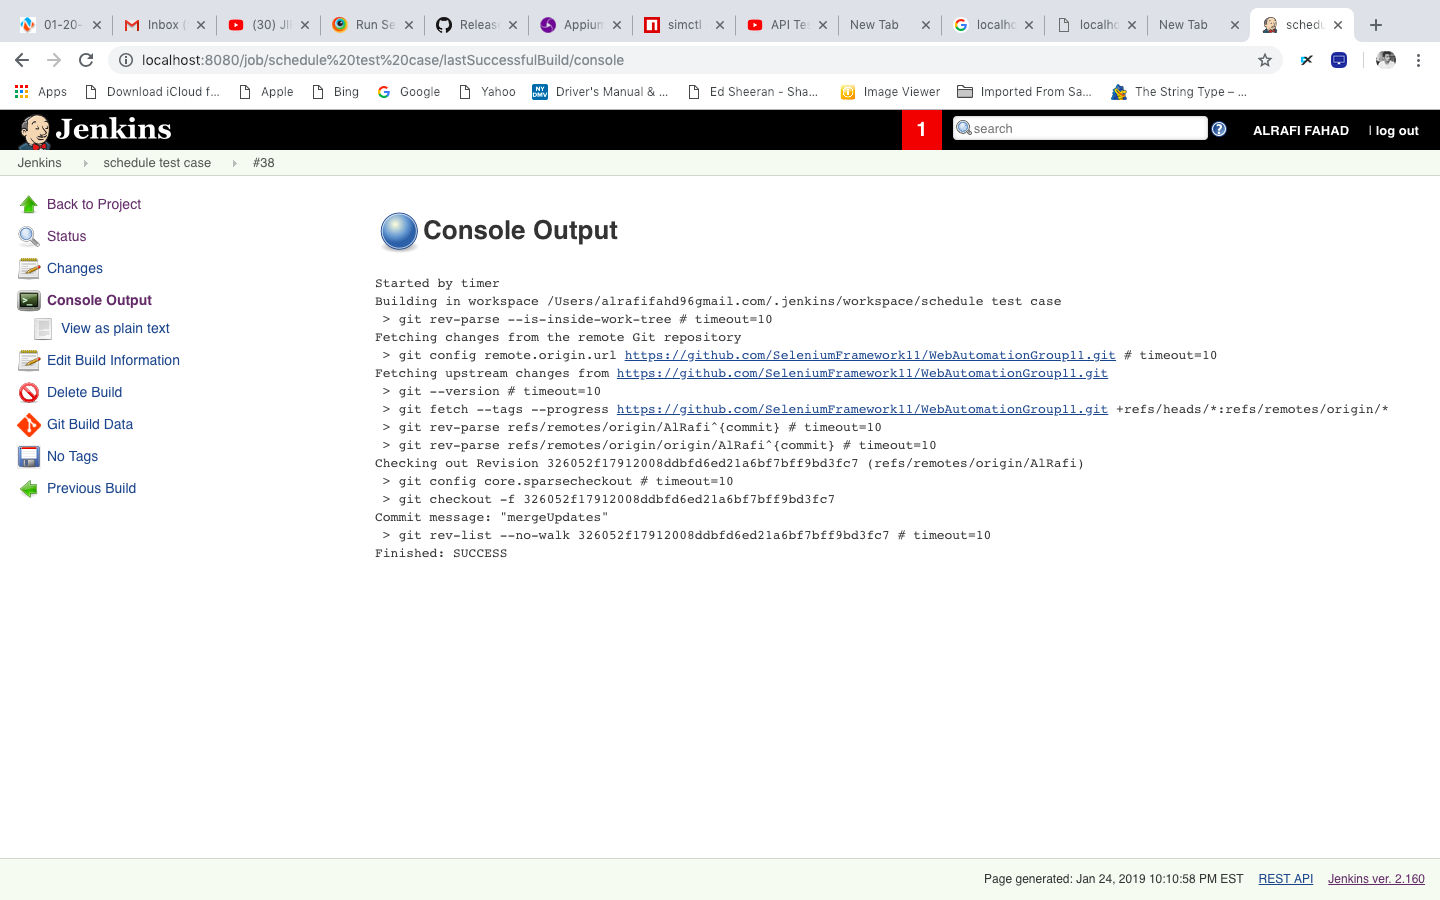 01-20-
Inbox (
(30) JI
Run Se
Release
Appium
simctl
API Tes
New Tab
localho
localho
New Tab
schedu
localhost:8080/job/schedule%20test%20case/lastSuccessfulBuild/console
Apps
Download iCloud f...
Apple
Bing
Google
Yahoo
NY DMV
Driver's Manual & ...
Ed Sheeran - Sha...
Image Viewer
Imported From Sa...
The String Type – ...
Jenkins
1
search
ALRAFI FAHAD
| log out
Jenkins
schedule test case
#38
Back to Project
Status
Changes
Console Output
View as plain text
Edit Build Information
Delete Build
Git Build Data
No Tags
Previous Build
Console Output
Started by timer
Building in workspace /Users/alrafifahd96gmail.com/.jenkins/workspace/schedule test case
 > git rev-parse --is-inside-work-tree # timeout=10
Fetching changes from the remote Git repository
 > git config remote.origin.url https://github.com/SeleniumFramework11/WebAutomationGroup11.git # timeout=10
Fetching upstream changes from https://github.com/SeleniumFramework11/WebAutomationGroup11.git
 > git --version # timeout=10
 > git fetch --tags --progress https://github.com/SeleniumFramework11/WebAutomationGroup11.git +refs/heads/*:refs/remotes/origin/*
 > git rev-parse refs/remotes/origin/AlRafi^{commit} # timeout=10
 > git rev-parse refs/remotes/origin/origin/AlRafi^{commit} # timeout=10
Checking out Revision 326052f17912008ddbfd6ed21a6bf7bff9bd3fc7 (refs/remotes/origin/AlRafi)
 > git config core.sparsecheckout # timeout=10
 > git checkout -f 326052f17912008ddbfd6ed21a6bf7bff9bd3fc7
Commit message: "mergeUpdates"
 > git rev-list --no-walk 326052f17912008ddbfd6ed21a6bf7bff9bd3fc7 # timeout=10
Finished: SUCCESS
Page generated: Jan 24, 2019 10:10:58 PM EST
REST API
Jenkins ver. 2.160